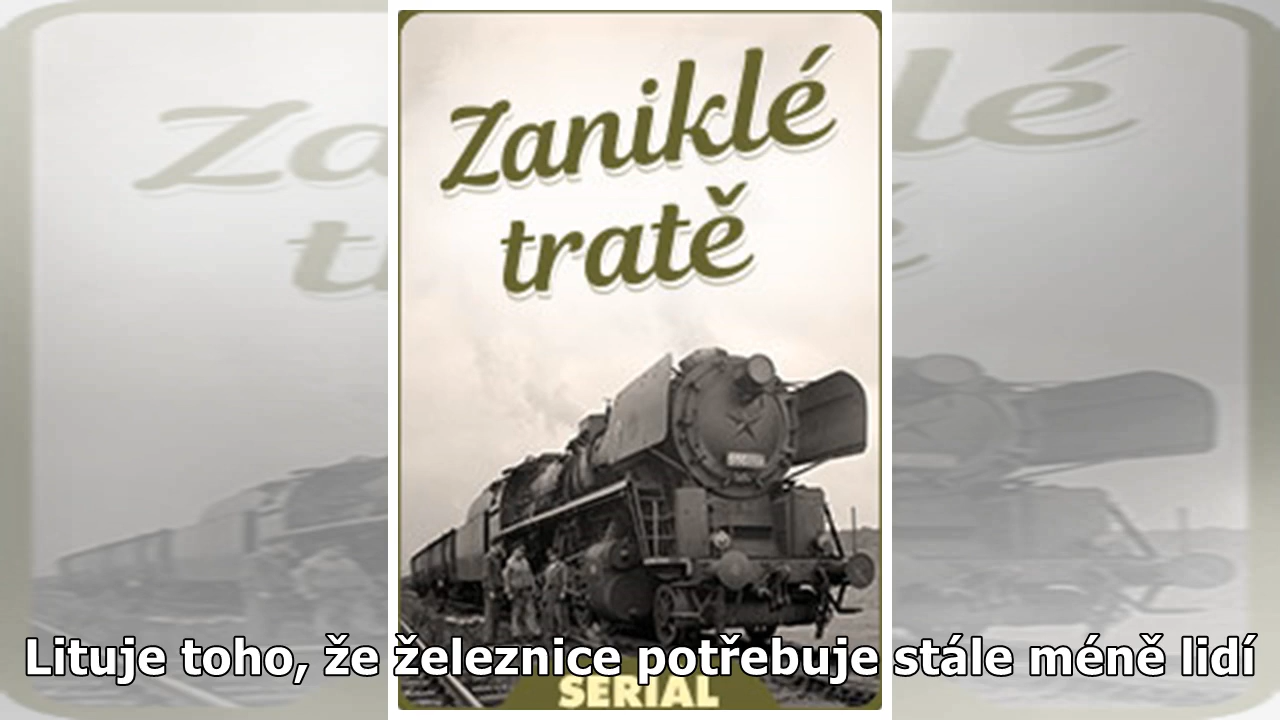 Zaniklé
tratě
SERIÁL
Lituje toho, že železnice potřebuje stále méně lidí